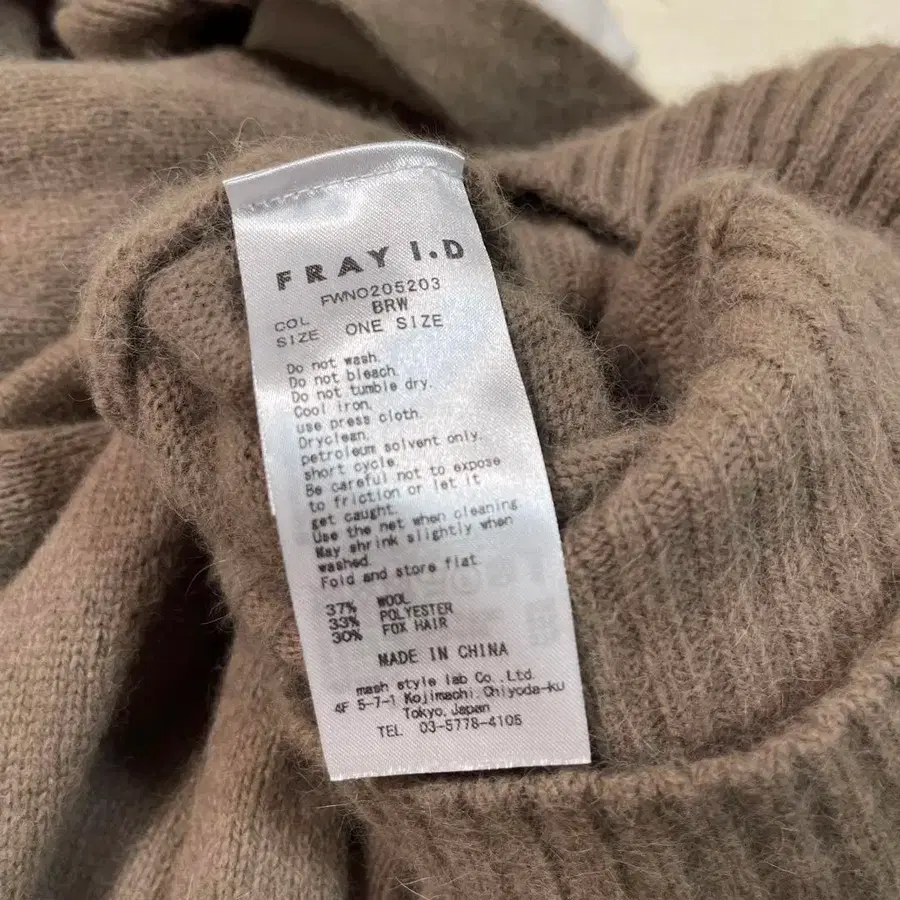 FRAY I.D
FWNO205203
COL BRW
SIZE ONE SIZE
Do not wash.
Do not bleach.
Do not tumble dry.
Cool iron.
use press cloth.
Dryclean.
petroleum solvent only.
short cycle.
Be careful not to expose
to friction or let it
get caught.
Use the net when cleaning
May shrink slightly when
washed.
Fold and store flat
37% WOOL
33% POLYESTER
30% FOX HAIR
MADE IN CHINA
mash style lab Co.,Ltd.
4F 5-7-1 Kojimachi, Chiyoda-ku
Tokyo, Japan
TEL 03-5778-4105